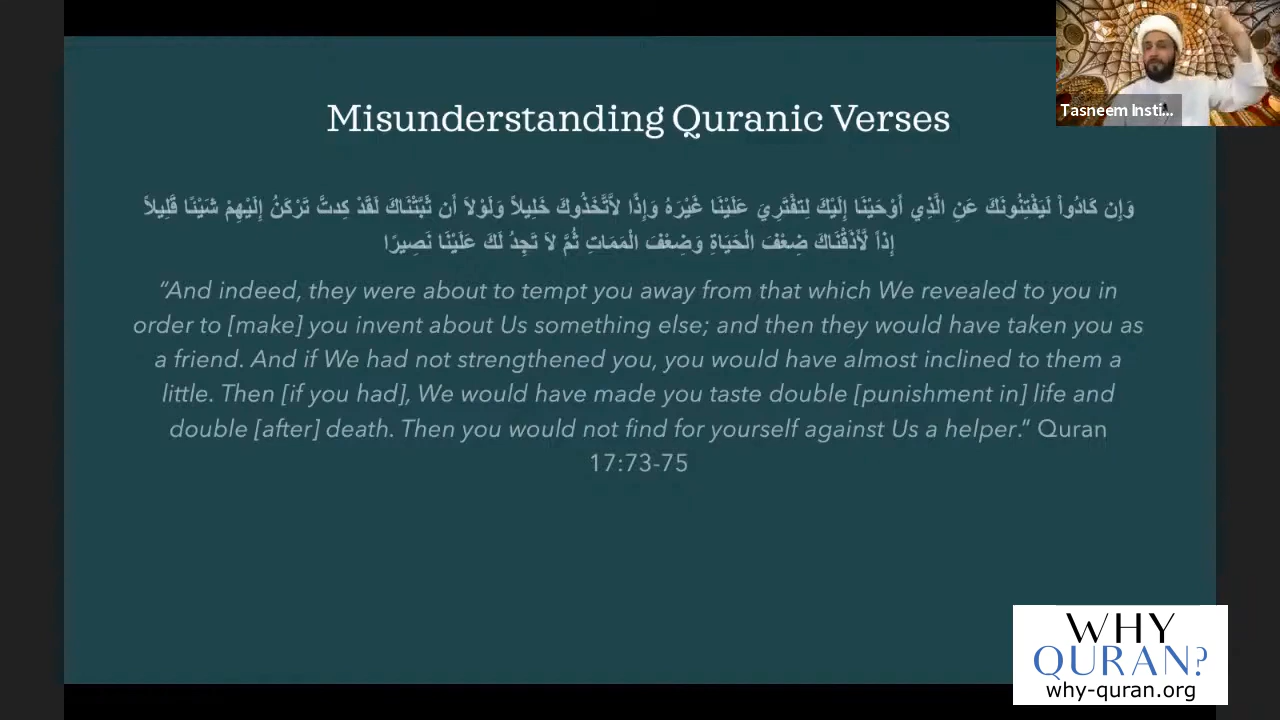 Tasneem Insti...
Misunderstanding Quranic Verses
وَإِن كَادُواْ لَيَفْتِنُونَكَ عَنِ الَّذِي أَوْحَيْنَا إِلَيْكَ لِتفْتَرِيَ عَلَيْنَا غَيْرَهُ وَإِذًا لاَّتَّخَذُوكَ خَلِيلاً وَلَوْلاَ أَن ثَبَّتْنَاكَ لَقَدْ كِدتَّ تَرْكَنُ إِلَيْهِمْ شَيْئًا قَلِيلاً
إِذاً لَّأَذَقْنَاكَ ضِعْفَ الْحَيَاةِ وَضِعْفَ الْمَمَاتِ ثُمَّ لاَ تَجِدُ لَكَ عَلَيْنَا نَصِيرًا
“And indeed, they were about to tempt you away from that which We revealed to you in
order to [make] you invent about Us something else; and then they would have taken you as
a friend. And if We had not strengthened you, you would have almost inclined to them a
little. Then [if you had], We would have made you taste double [punishment in] life and
double [after] death. Then you would not find for yourself against Us a helper.” Quran
17:73-75
WHY
QURAN?
why-quran.org